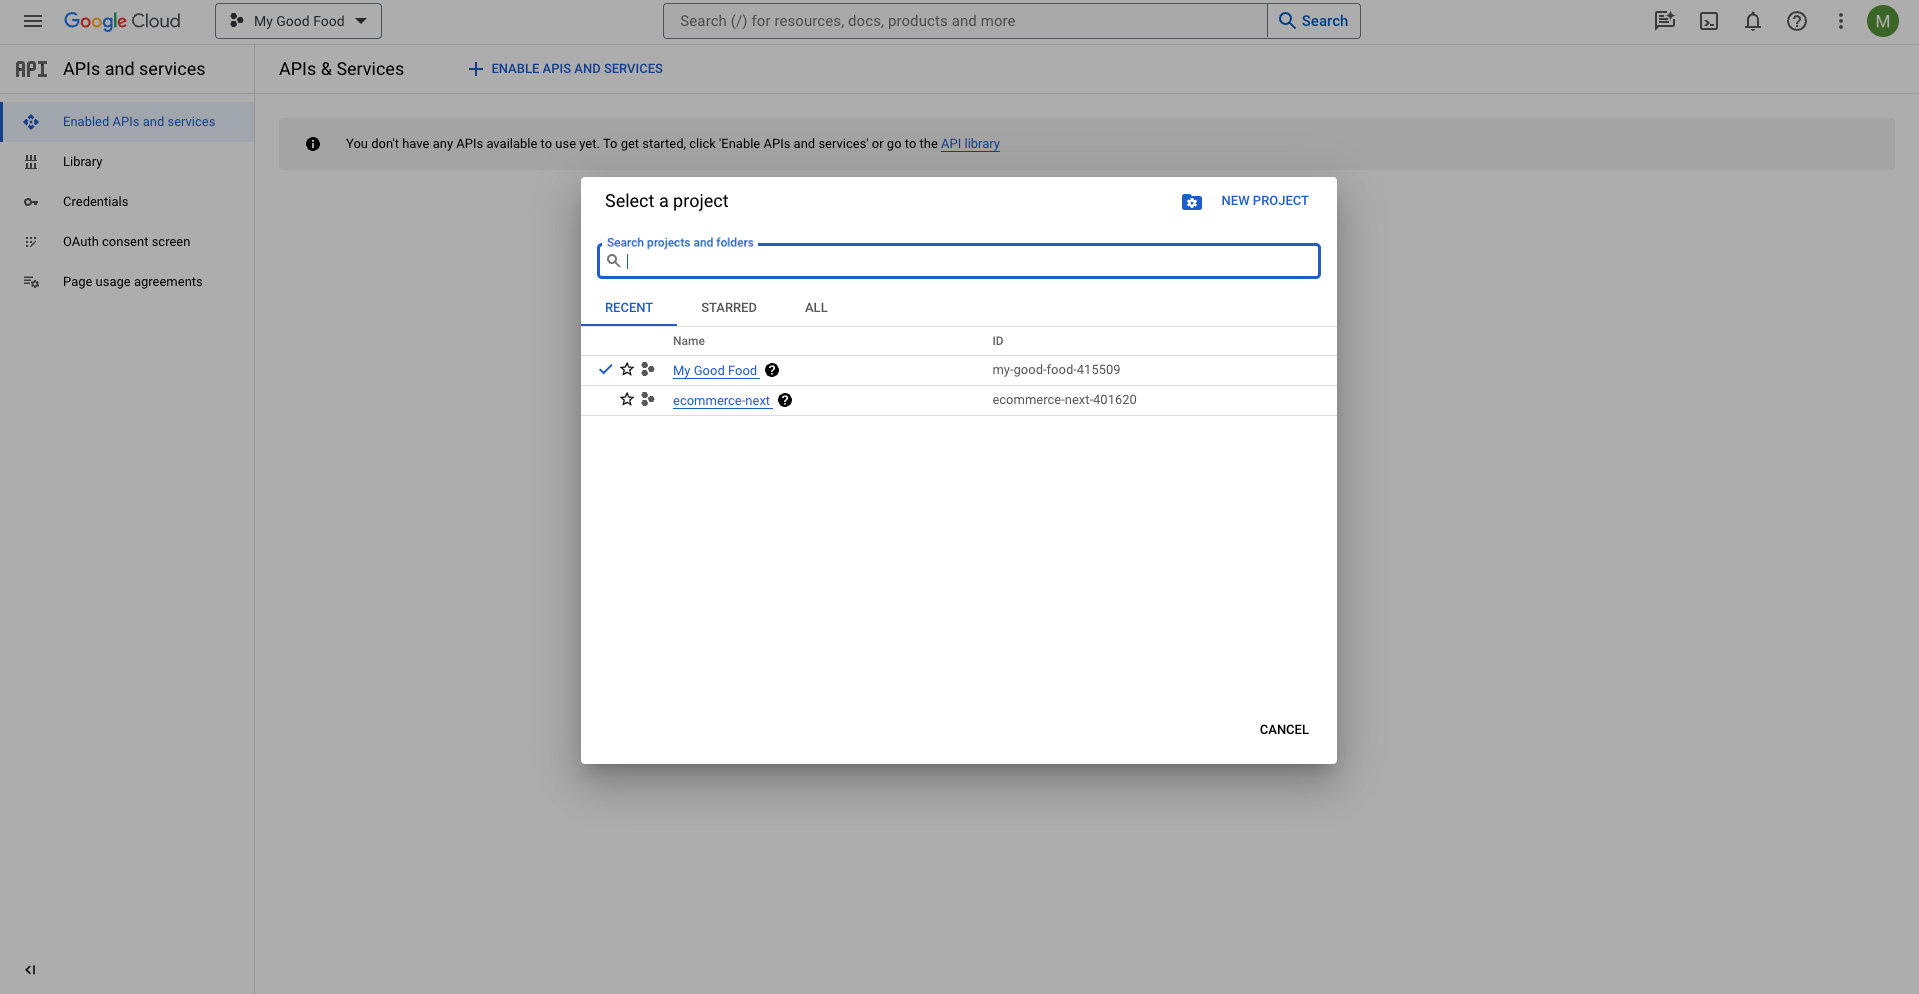 Google Cloud
My Good Food
Search (/) for resources, docs, products and more
Search
M
API APIs and services
APIs & Services
ENABLE APIS AND SERVICES
Enabled APIs and services
Library
Credentials
OAuth consent screen
Page usage agreements
You don't have any APIs available to use yet. To get started, click 'Enable APIs and services' or go to the API library
Select a project
NEW PROJECT
Search projects and folders
RECENT STARRED ALL
Name ID
My Good Food my-good-food-415509
ecommerce-next ecommerce-next-401620
CANCEL